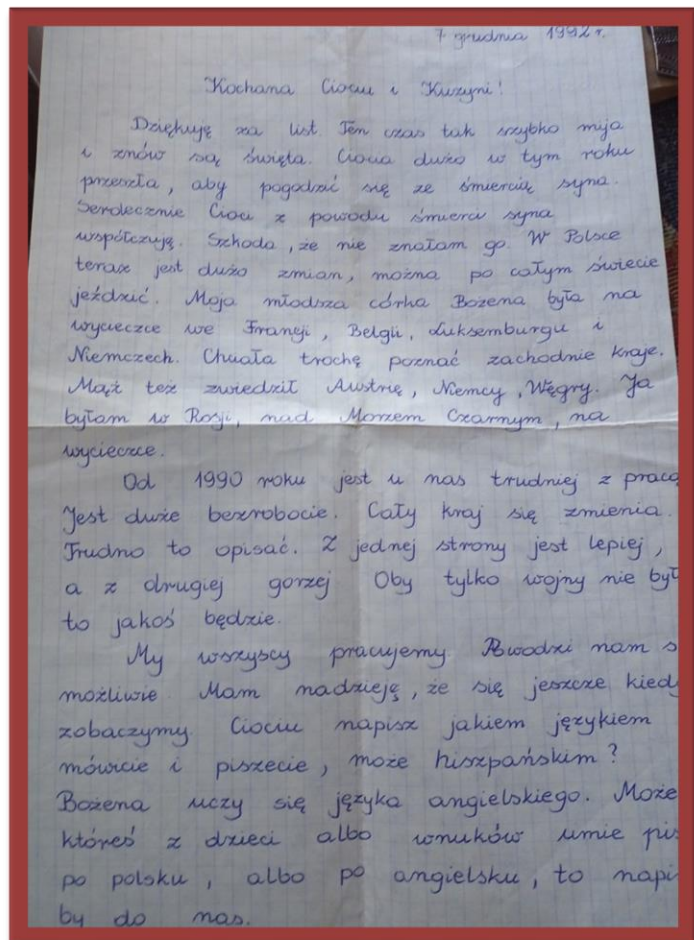 7 grudnia 1992 r.
Kochana Ciociu i Kuzyni!
Dziękuję za list Ten czas tak szybko mija
i znów są święta. Ciocia dużo w tym roku
przeszła, aby pogodzić się ze śmiercią syna.
Serdecznie Cioci z powodu śmierci syna
współczuję. Szkoda, że nie znałam go. W Polsce
teraz jest dużo zmian, można po całym świecie
jeździć. Moja młodsza córka Bożena była na
wycieczce we Francji, Belgii, Luksemburgu i
Niemczech. Chciała trochę poznać zachodnie kraje.
Mąż też zwiedził Austrię, Niemcy, Węgry. Ja
byłam w Rosji, nad Morzem Czarnym, na
wycieczce.
Od 1990 roku jest u nas trudniej z pracą
Jest duże bezrobocie. Cały kraj się zmienia.
Trudno to opisać. Z jednej strony jest lepiej,
a z drugiej gorzej Oby tylko wojny nie był
to jakoś będzie.
My wszyscy pracujemy. Powodzi nam s
możliwie. Mam nadzieję, że się jeszcze kied
zobaczymy. Ciociu napisz jakiem językiem
mówicie i piszecie, może hiszpańskim?
Bożena uczy się języka angielskiego. Może
któreś z dzieci albo wnuków umie pis
po polsku, albo po angielsku, to napi
by do nas.